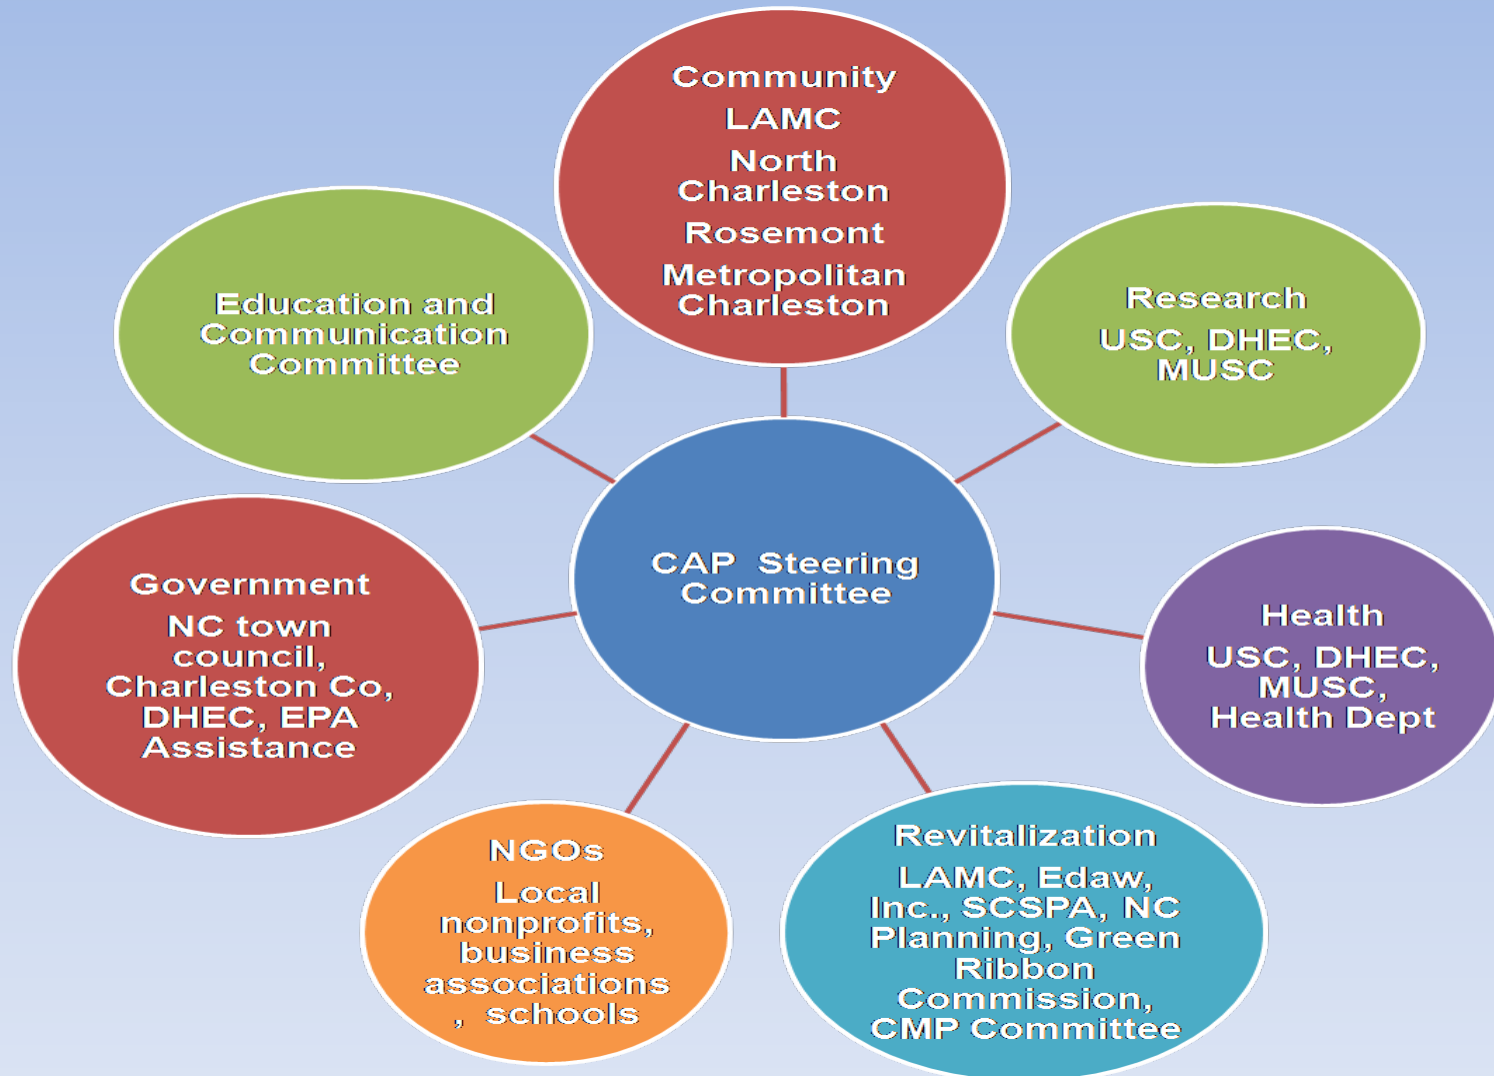 Community
LAMC
North
Charleston
Rosemont
Metropolitan
Charleston
Research
USC, DHEC,
MUSC
Health
USC, DHEC,
MUSC,
Health Dept
Revitalization
LAMC, Edaw,
Inc., SCSPA, NC
Planning, Green
Ribbon
Commission,
CMP Committee
NGOs
Local
nonprofits,
business
associations
, schools
Government
NC town
council,
Charleston Co,
DHEC, EPA
Assistance
Education and
Communication
Committee
CAP Steering
Committee